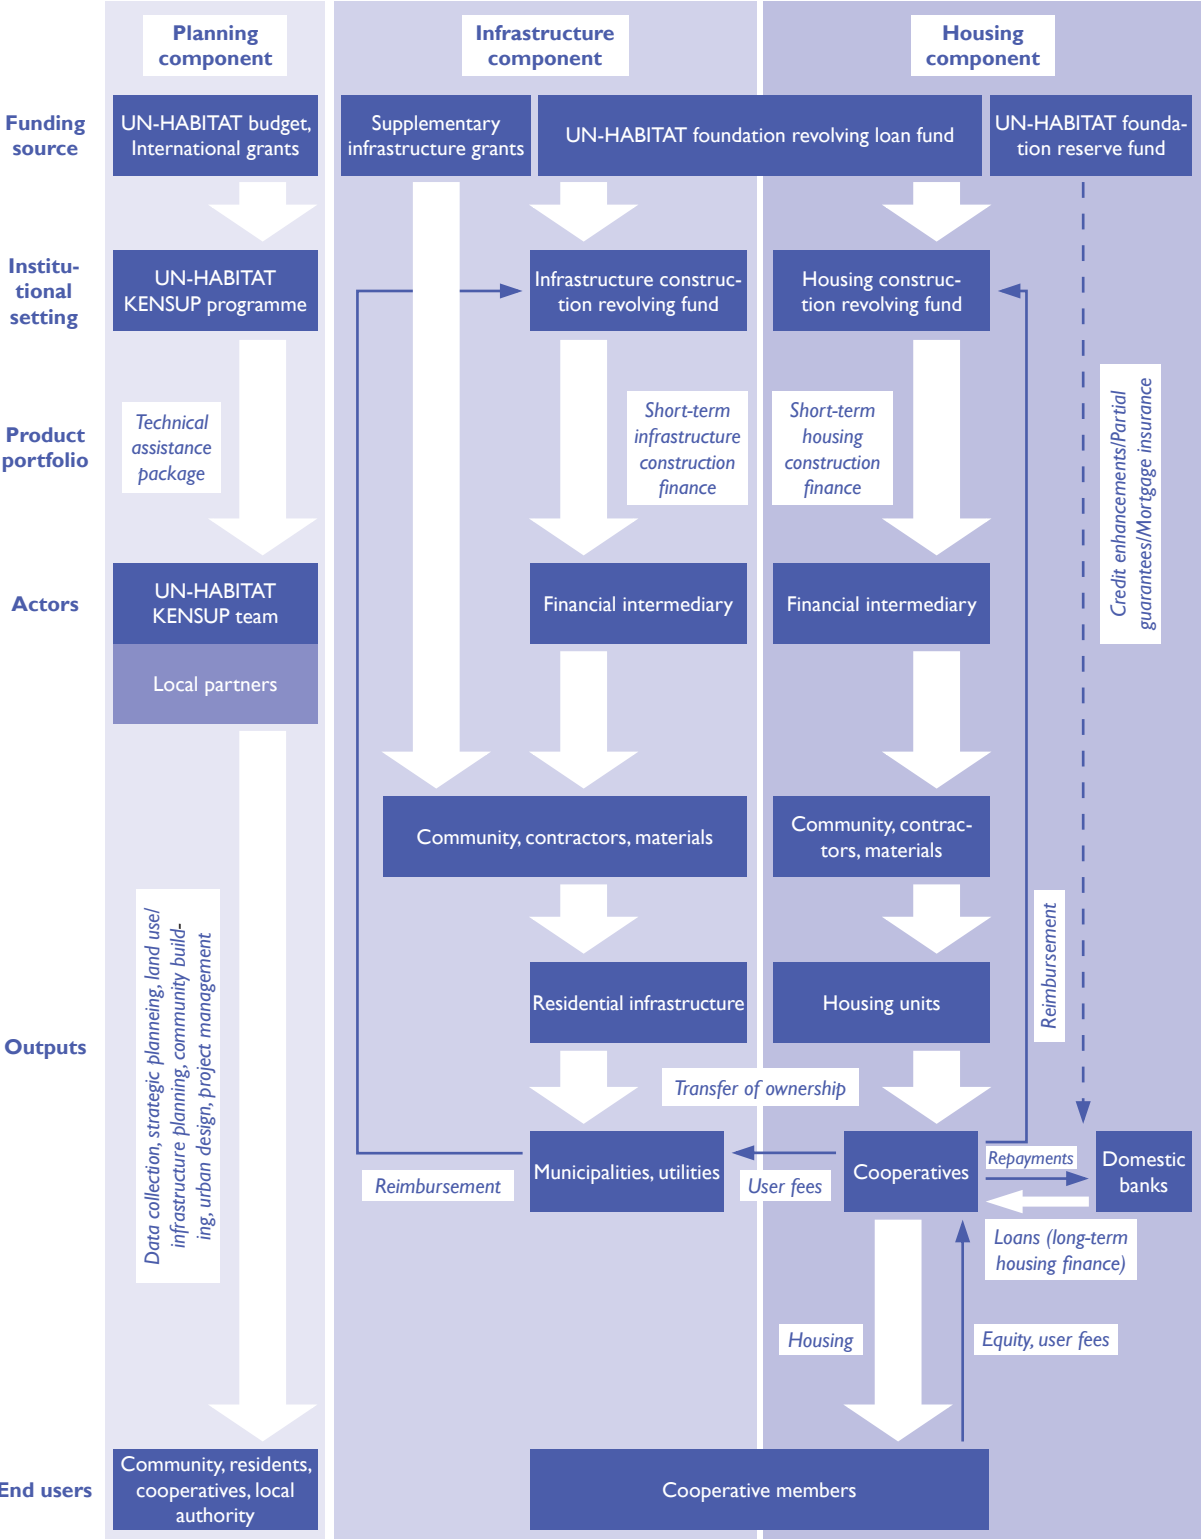 Planning
component
Infrastructure
component
Housing
component
Funding
source
UN-HABITAT budget,
International grants
Supplementary
infrastructure grants
UN-HABITAT foundation revolving loan fund
UN-HABITAT founda-
tion reserve fund
Institu-
tional
setting
UN-HABITAT
KENSUP programme
Infrastructure construc-
tion revolving fund
Housing construc-
tion revolving fund
Product
portfolio
Technical
assistance
package
Short-term
infrastructure
construction
finance
Short-term
housing
construction
finance
Credit enhancements/Partial
guarantees/Mortgage insurance
Actors
UN-HABITAT
KENSUP team
Local partners
Financial intermediary
Financial intermediary
Community, contractors, materials
Community, contrac-
tors, materials
Outputs
Data collection, strategic planneing, land use/
infrastructure planning, community build-
ing, urban design, project management
Residential infrastructure
Housing units
Reimbursement
Transfer of ownership
Municipalities, utilities
Cooperatives
Domestic
banks
Reimbursement
User fees
Repayments
Loans (long-term
housing finance)
Housing
Equity, user fees
End users
Community, residents,
cooperatives, local
authority
Cooperative members